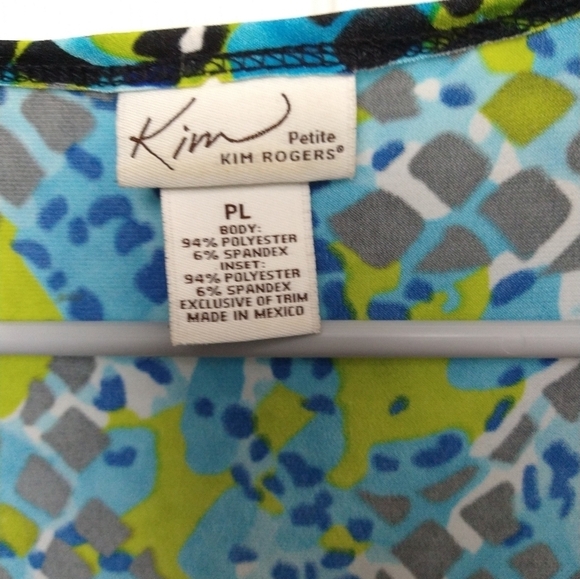 Kim
Petite
KIM ROGERS®
PL
BODY:
94% POLYESTER
6% SPANDEX
INSET:
94% POLYESTER
6% SPANDEX
EXCLUSIVE OF TRIM
MADE IN MEXICO